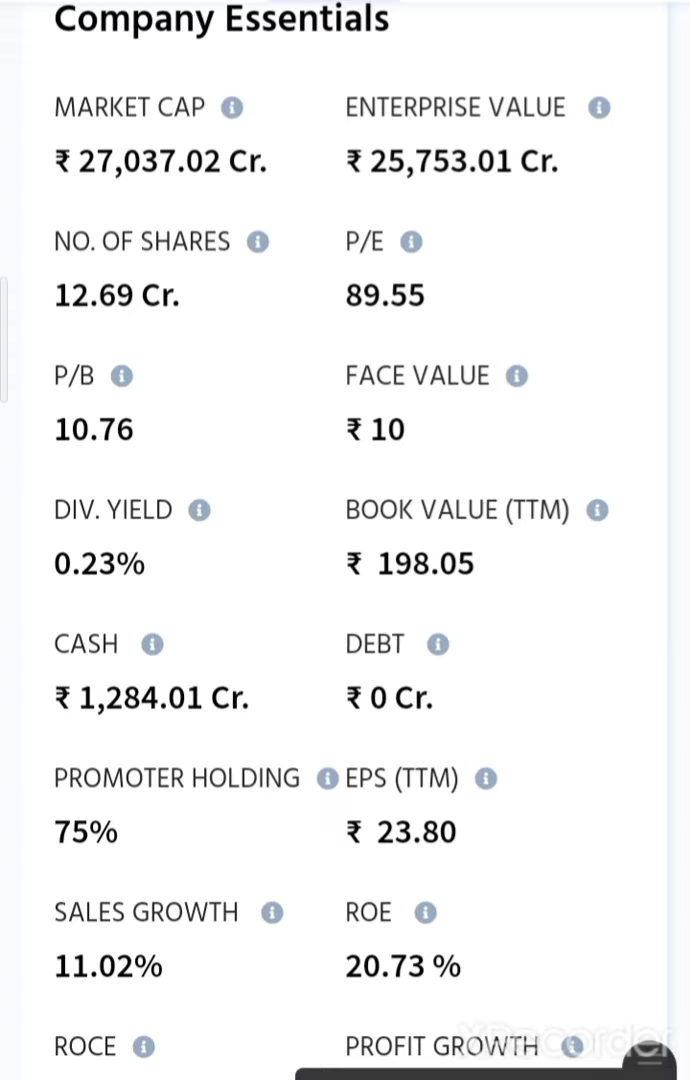 Company Essentials
MARKET CAP ENTERPRISE VALUE
₹ 27,037.02 Cr. ₹ 25,753.01 Cr.
NO. OF SHARES P/E
12.69 Cr. 89.55
P/B FACE VALUE
10.76 ₹ 10
DIV. YIELD BOOK VALUE (TTM)
0.23% ₹ 198.05
CASH DEBT
₹ 1,284.01 Cr. ₹ 0 Cr.
PROMOTER HOLDING EPS (TTM)
75% ₹ 23.80
SALES GROWTH ROE
11.02% 20.73 %
ROCE PROFIT GROWTH
XRecorder